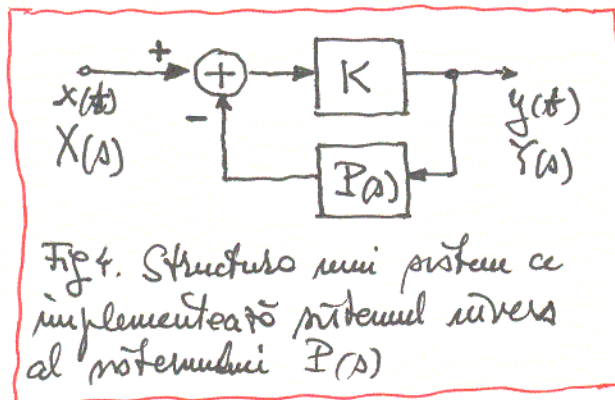 +
K
x(t)
X(s)
-
y(t)
Y(s)
P(s)
Fig 4. Structura unui sistem ce
implementează sistemul invers
al sistemului P(s)